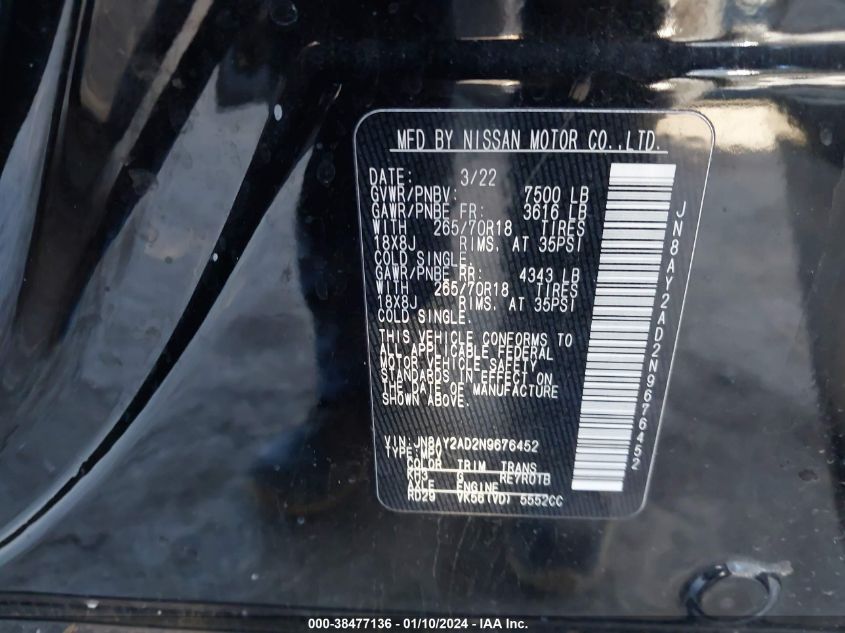 MFD BY NISSAN MOTOR CO.,LTD.
DATE: 3/22
GVWR/PNBV: 7500 LB
GAWR/PNBE FR: 3616 LB
WITH 265/70R18 TIRES
18X8J RIMS. AT 35PSI
COLD SINGLE.
GAWR/PNBE RR: 4343 LB
WITH 265/70R18 TIRES
18X8J RIMS. AT 35PSI
COLD SINGLE.
THIS VEHICLE CONFORMS TO
ALL APPLICABLE FEDERAL
MOTOR VEHICLE SAFETY
STANDARDS IN EFFECT ON
THE DATE OF MANUFACTURE
SHOWN ABOVE.
VIN:JN8AY2AD2N9676452
TYPE:MPV
COLOR TRIM TRANS
KH3 G RE7R01B
AXLE ENGINE
RD29 VK56(VD) 5552CC
JN8AY2AD2N9676452
000-38477136 - 01/10/2024 - IAA Inc.